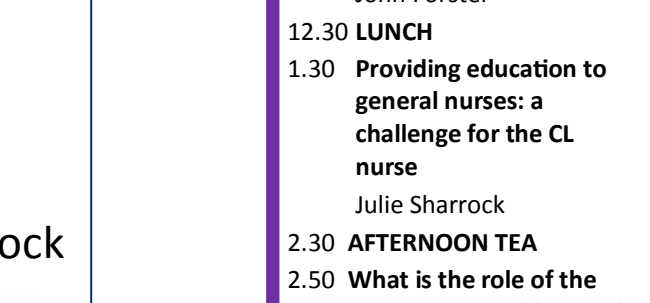 12.30 LUNCH
1.30 Providing education to
general nurses: a
challenge for the CL
nurse
Julie Sharrock
2.30 AFTERNOON TEA
2.50 What is the role of the
ock